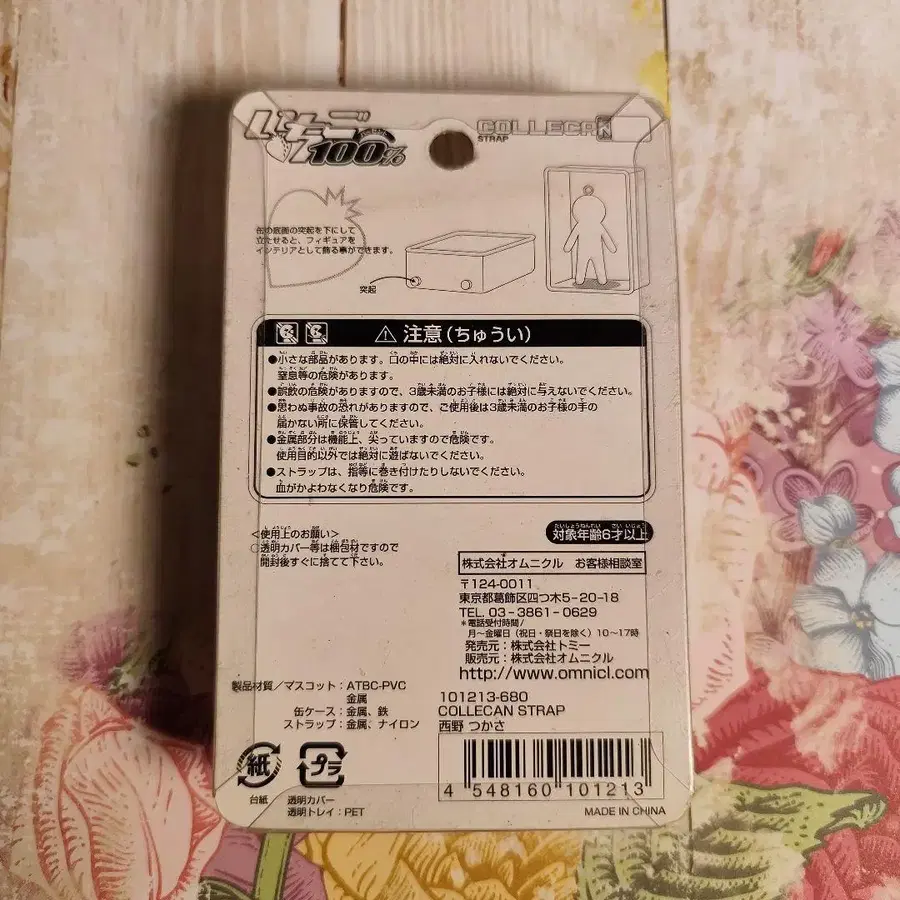 いちご
100%
COLLECAN
STRAP
缶の底面の突起を下にして
立たせると、フィギュアを
インテリアとして飾る事ができます。
突起
注意(ちゅうい)
●小さな部品があります。口の中には絶対に入れないでください。
窒息等の危険があります。
●誤飲の危険がありますので、3歳未満のお子様には絶対に与えないでください。
●思わぬ事故の恐れがありますので、ご使用後は3歳未満のお子様の手の
届かない所に保管してください。
●金属部分は機能上、尖っていますので危険です。
使用目的以外では絶対に遊ばないでください。
●ストラップは、指等に巻き付けたりしないでください。
血がかよわなくなり危険です。
<使用上のお願い>
○透明カバー等は梱包材ですので
開封後すぐに捨てて下さい。
たいしょうねんれい さい いじょう
対象年齢6才以上
株式会社オムニクル お客様相談室
〒124-0011
東京都葛飾区四つ木5-20-18
TEL. 03-3861-0629
*電話受付時間/
月~金曜日(祝日・祭日を除く)10~17時
発売元:株式会社トミー
販売元:株式会社オムニクル
http://www.omnicl.com
製品材質/マスコット:ATBC-PVC
金属
缶ケース:金属、鉄
ストラップ:金属、ナイロン
101213-680
COLLECAN STRAP
西野 つかさ
紙
台紙
プラ
透明カバー
透明トレイ:PET
4 548160 101213
MADE IN CHINA